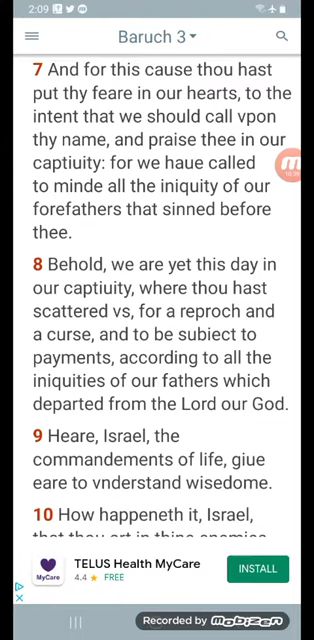 2:09
Baruch 3
7 And for this cause thou hast
put thy feare in our hearts, to the
intent that we should call vpon
thy name, and praise thee in our
captiuity: for we haue called
to minde all the iniquity of our
forefathers that sinned before
thee.
8 Behold, we are yet this day in
our captiuity, where thou hast
scattered vs, for a reproch and
a curse, and to be subiect to
payments, according to all the
iniquities of our fathers which
departed from the Lord our God.
9 Heare, Israel, the
commandements of life, giue
eare to vnderstand wisedome.
10 How happeneth it, Israel,
that thou art in thine enemies
TELUS Health MyCare
4.4 ★ FREE
MyCare
INSTALL
Recorded by mobizen